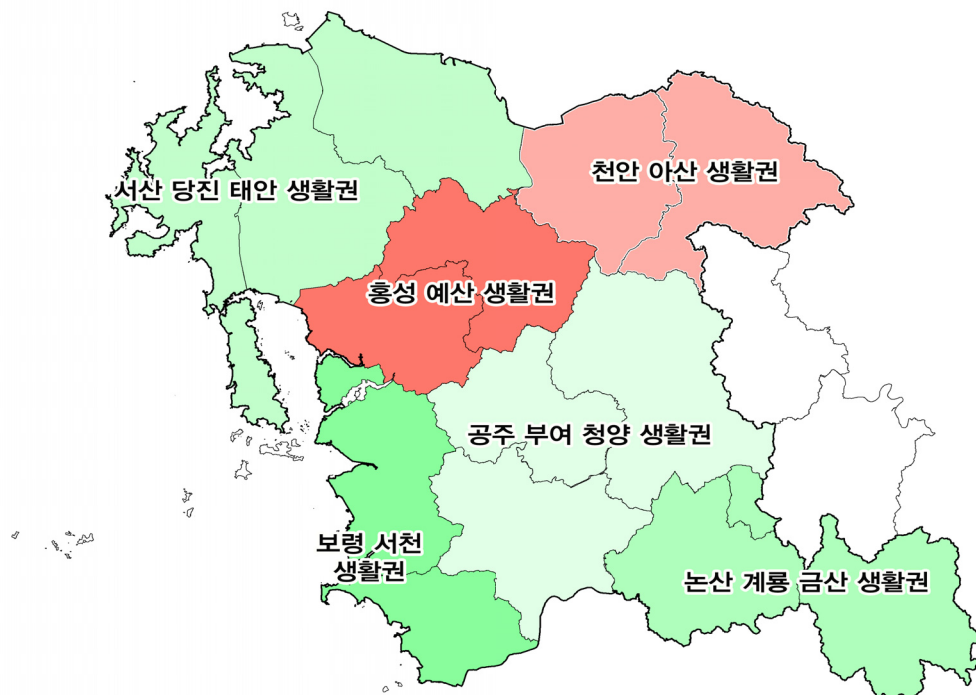 천안 아산 생활권
서산 당진 태안 생활권
홍성 예산 생활권
공주 부여 청양 생활권
보령 서천
생활권
논산 계룡 금산 생활권